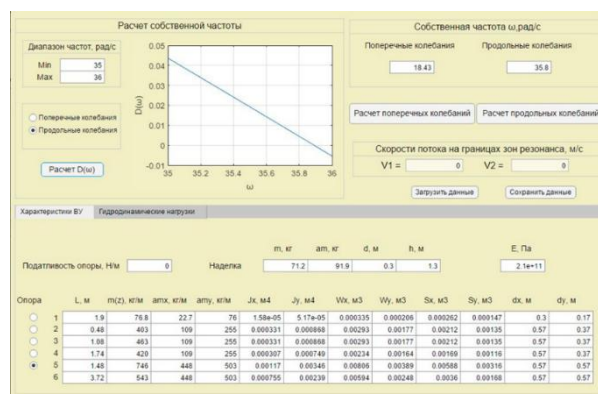 Расчет собственной частоты
Собственная частота ω,рад/с
Диапазон частот, рад/с
Min 35
Max 36
Поперечные колебания
Продольные колебания
Расчет D(ω)
D(ω)
0.05
0.04
0.03
0.02
0.01
0
-0.01
35 35.2 35.4 35.6 35.8 36
ω
Поперечные колебания Продольные колебания
18.43 35.8
Расчет поперечных колебаний Расчет продольных колебаний
Скорости потока на границах зон резонанса, м/с
V1 = 0 V2 = 0
Загрузить данные Сохранить данные
Характеристики ВУ Гидродинамические нагрузки
m, кг am, кг d, м h, м E, Па
Податливость опоры, Н/м 0 Наделка 71.2 91.9 0.3 1.3 2.1e+11
Опора L, м m(z), кг/м amx, кг/м amy, кг/м Jx, м4 Jy, м4 Wx, м3 Wy, м3 Sx, м3 Sy, м3 dx, м dy, м
1 1.9 76.8 22.7 76 1.58e-05 5.17e-05 0.000335 0.000206 0.000262 0.000147 0.3 0.17
2 0.48 403 109 255 0.000331 0.000868 0.00293 0.00177 0.00212 0.00135 0.57 0.37
3 1.08 463 109 255 0.000331 0.000868 0.00293 0.00177 0.00212 0.00135 0.57 0.37
4 1.74 420 109 255 0.000307 0.000749 0.00234 0.00164 0.00169 0.00116 0.57 0.37
5 1.48 746 448 503 0.00117 0.00346 0.00806 0.00389 0.00588 0.00316 0.57 0.57
6 3.72 543 448 503 0.000755 0.00239 0.00594 0.00248 0.0036 0.00168 0.57 0.57